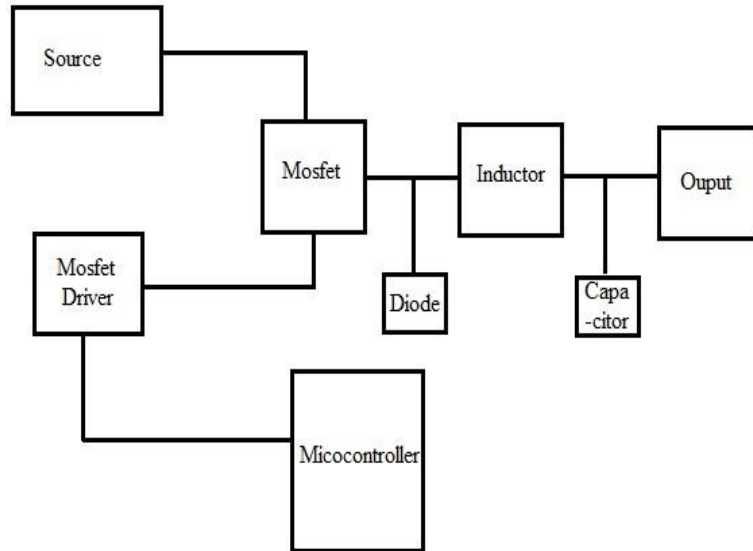 Source
Mosfet
Inductor
Ouput
Mosfet
Driver
Diode
Capa
-citor
Micocontroller